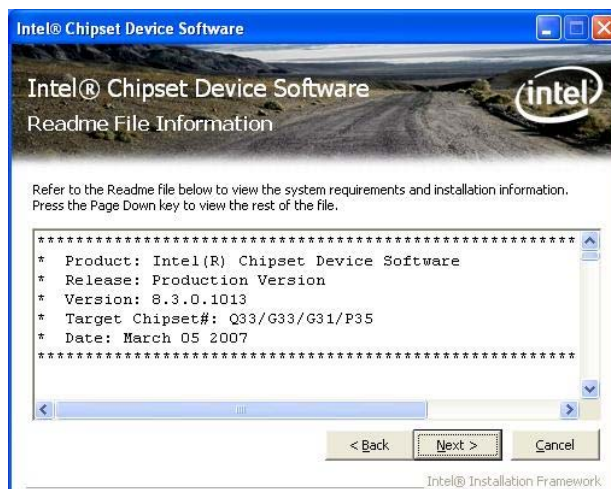 Intel® Chipset Device Software
Intel® Chipset Device Software
intel
Readme File Information
Refer to the Readme file below to view the system requirements and installation information.
Press the Page Down key to view the rest of the file.
********************************************************
*  Product: Intel(R) Chipset Device Software
*  Release: Production Version
*  Version: 8.3.0.1013
*  Target Chipset#: Q33/G33/G31/P35
*  Date: March 05 2007
********************************************************
< Back
Next >
Cancel
Intel® Installation Framework